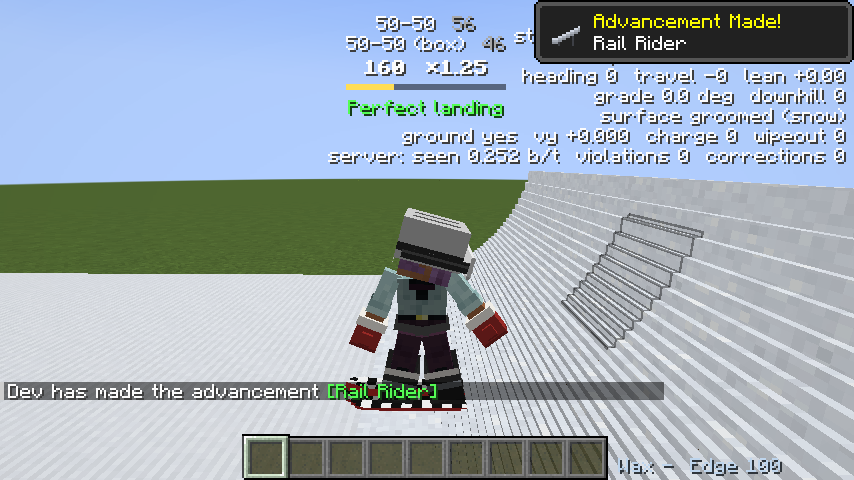 50-50 56
50-50 (box) 46
160 ×1.25
Perfect landing
Advancement Made!
Rail Rider
st
heading 0 travel -0 lean +0.00
grade 0.0 deg downhill 0
surface groomed (snow)
ground yes vy +0.000 charge 0 wipeout 0
server: seen 0.252 b/t violations 0 corrections 0
Dev has made the advancement [Rail Rider]
Wax - Edge 100